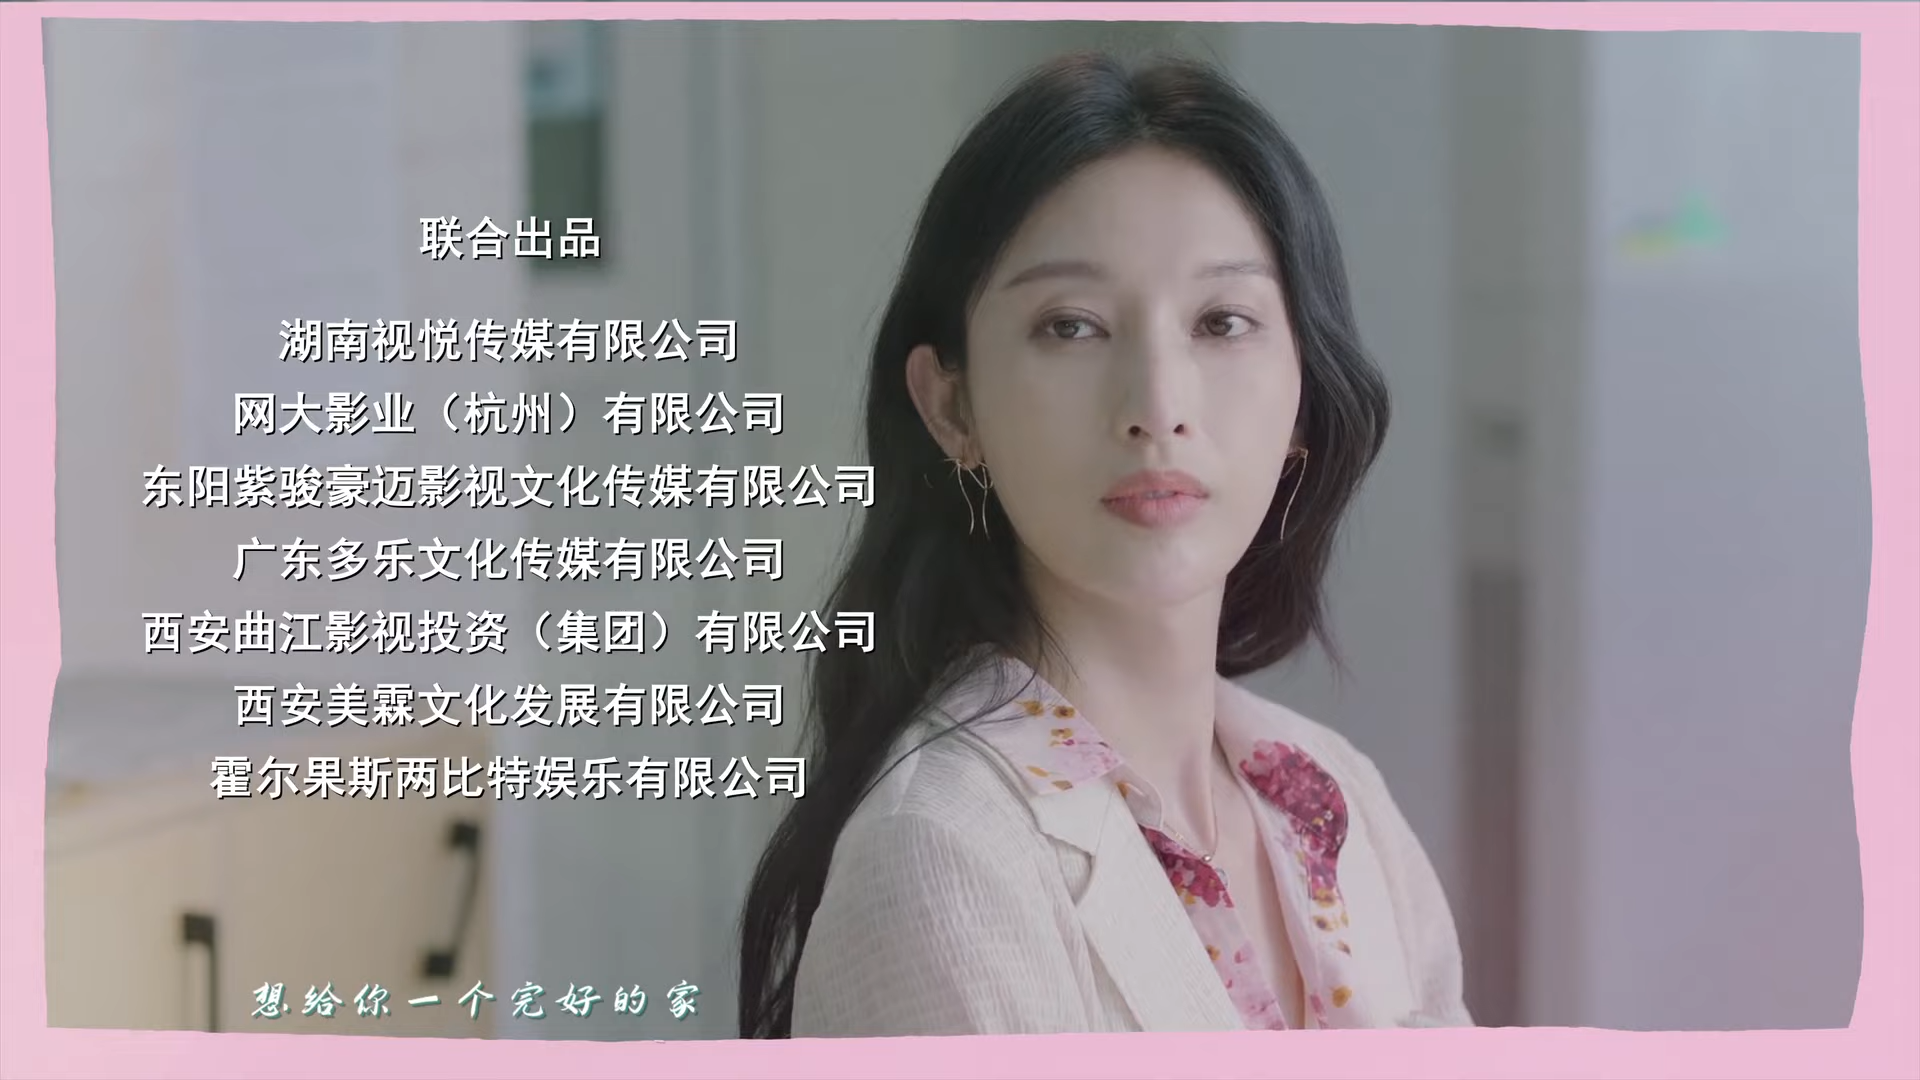 联合出品
湖南视悦传媒有限公司
网大影业（杭州）有限公司
东阳紫骏豪迈影视文化传媒有限公司
广东多乐文化传媒有限公司
西安曲江影视投资（集团）有限公司
西安美霖文化发展有限公司
霍尔果斯两比特娱乐有限公司
想给你一个完好的家